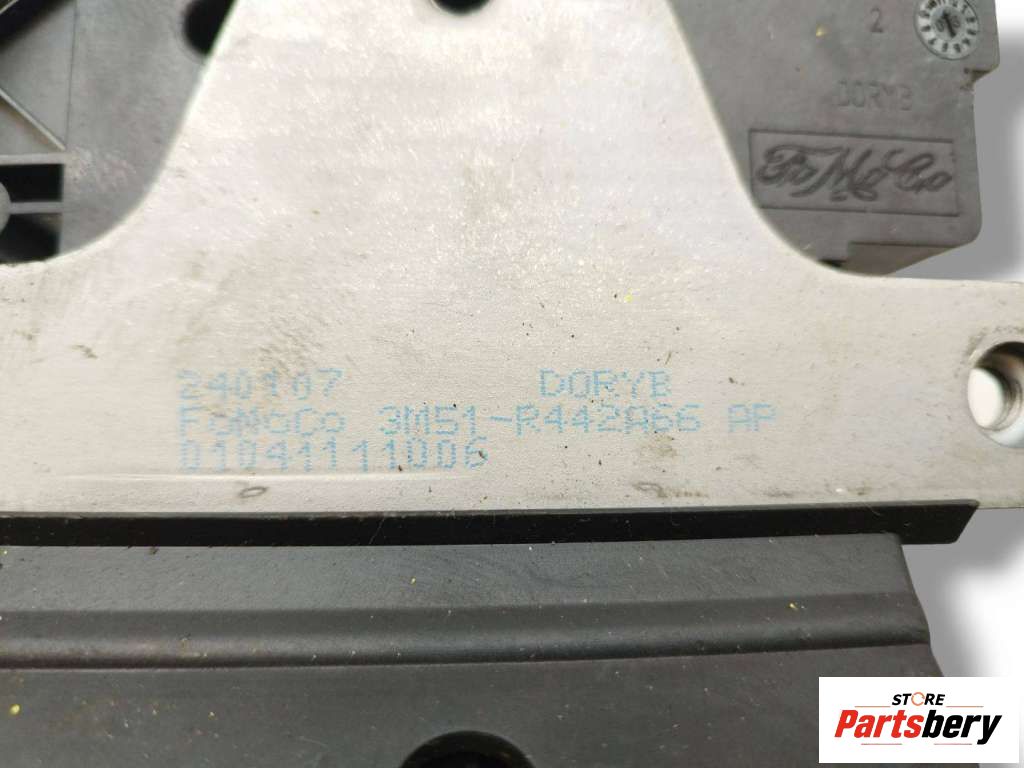 2
DORYB
FoMoCo
240107 DORYB
FoMoCo 3M51-R442A66 AP
01041111006
STORE
Partsbery